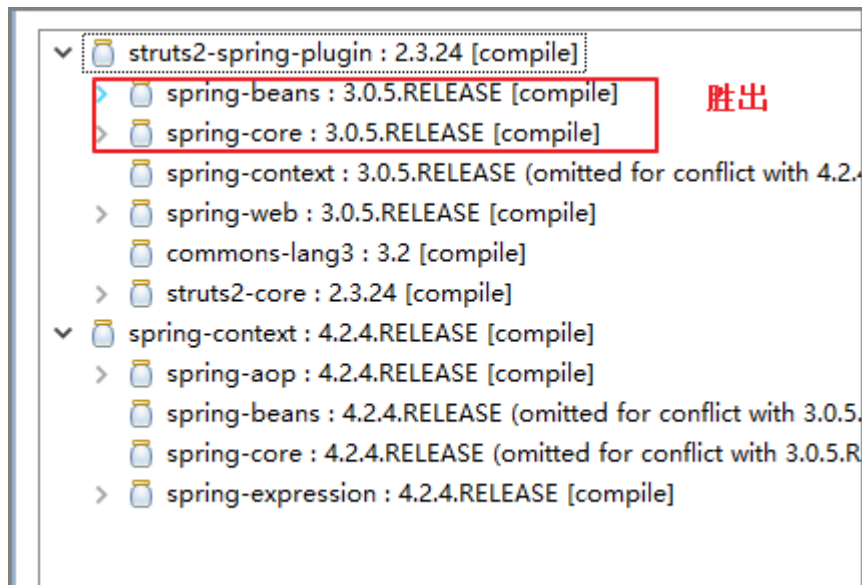 struts2-spring-plugin : 2.3.24 [compile]
spring-beans : 3.0.5.RELEASE [compile]
胜出
spring-core : 3.0.5.RELEASE [compile]
spring-context : 3.0.5.RELEASE (omitted for conflict with 4.2.4
spring-web : 3.0.5.RELEASE [compile]
commons-lang3 : 3.2 [compile]
struts2-core : 2.3.24 [compile]
spring-context : 4.2.4.RELEASE [compile]
spring-aop : 4.2.4.RELEASE [compile]
spring-beans : 4.2.4.RELEASE (omitted for conflict with 3.0.5.
spring-core : 4.2.4.RELEASE (omitted for conflict with 3.0.5.R
spring-expression : 4.2.4.RELEASE [compile]